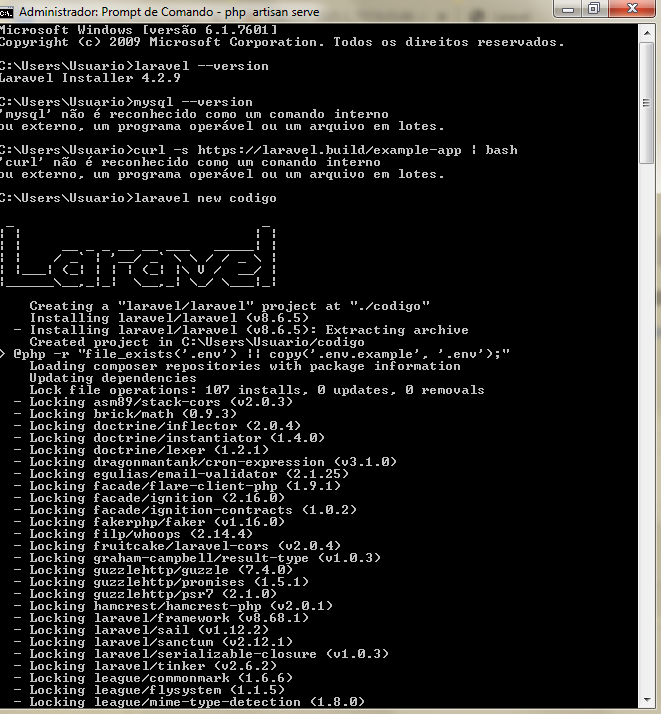 Administrador: Prompt de Comando - php artisan serve
Microsoft Windows [versão 6.1.7601]
Copyright (c) 2009 Microsoft Corporation. Todos os direitos reservados.
C:\Users\Usuario>laravel --version
Laravel Installer 4.2.9
C:\Users\Usuario>mysql --version
'mysql' não é reconhecido como um comando interno
ou externo, um programa operável ou um arquivo em lotes.
C:\Users\Usuario>curl -s https://laravel.build/example-app | bash
'curl' não é reconhecido como um comando interno
ou externo, um programa operável ou um arquivo em lotes.
C:\Users\Usuario>laravel new codigo
Laravel
Creating a "laravel/laravel" project at "./codigo"
Installing laravel/laravel (v8.6.5)
- Installing laravel/laravel (v8.6.5): Extracting archive
Created project in C:\Users\Usuario/codigo
> @php -r "file_exists('.env') || copy('.env.example', '.env');"
Loading composer repositories with package information
Updating dependencies
Lock file operations: 107 installs, 0 updates, 0 removals
- Locking asm89/stack-cors (v2.0.3)
- Locking brick/math (0.9.3)
- Locking doctrine/inflector (2.0.4)
- Locking doctrine/instantiator (1.4.0)
- Locking doctrine/lexer (1.2.1)
- Locking dragonmantank/cron-expression (v3.1.0)
- Locking egulias/email-validator (2.1.25)
- Locking facade/flare-client-php (1.9.1)
- Locking facade/ignition (2.16.0)
- Locking facade/ignition-contracts (1.0.2)
- Locking fakerphp/faker (v1.16.0)
- Locking filp/whoops (2.14.4)
- Locking fruitcake/laravel-cors (v2.0.4)
- Locking graham-campbell/result-type (v1.0.3)
- Locking guzzlehttp/guzzle (7.4.0)
- Locking guzzlehttp/promises (1.5.1)
- Locking guzzlehttp/psr7 (2.1.0)
- Locking hamcrest/hamcrest-php (v2.0.1)
- Locking laravel/framework (v8.68.1)
- Locking laravel/sail (v1.12.2)
- Locking laravel/sanctum (v2.12.1)
- Locking laravel/serializable-closure (v1.0.3)
- Locking laravel/tinker (v2.6.2)
- Locking league/commonmark (1.6.6)
- Locking league/flysystem (1.1.5)
- Locking league/mime-type-detection (1.8.0)